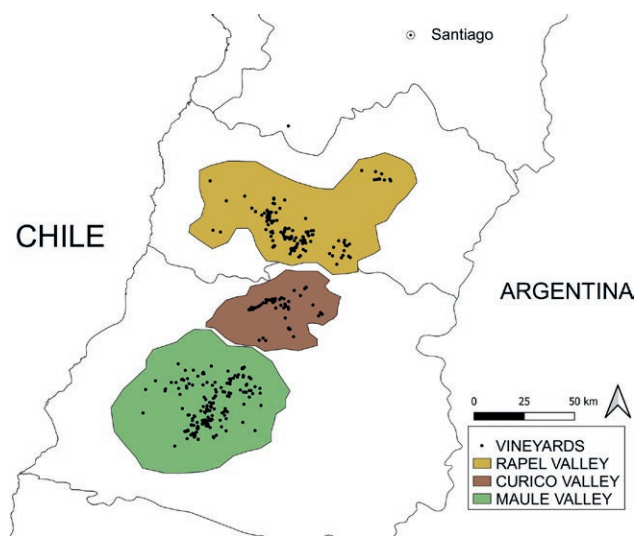 Santiago
CHILE
ARGENTINA
0 25 50 km
VINEYARDS
RAPEL VALLEY
CURICO VALLEY
MAULE VALLEY